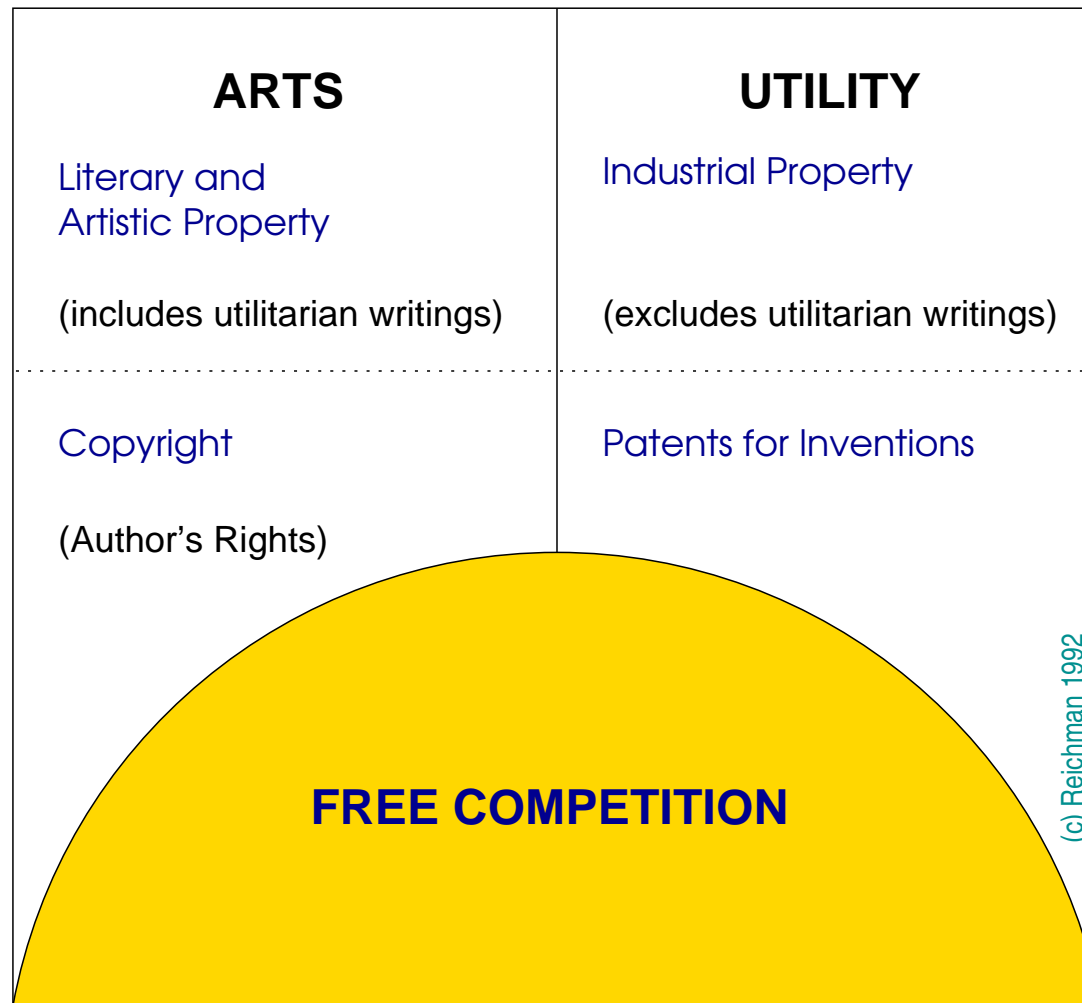 ARTS
Literary and
Artistic Property
(includes utilitarian writings)
Copyright
(Author's Rights)
UTILITY
Industrial Property
(excludes utilitarian writings)
Patents for Inventions
FREE COMPETITION
(c) Reichman 1992